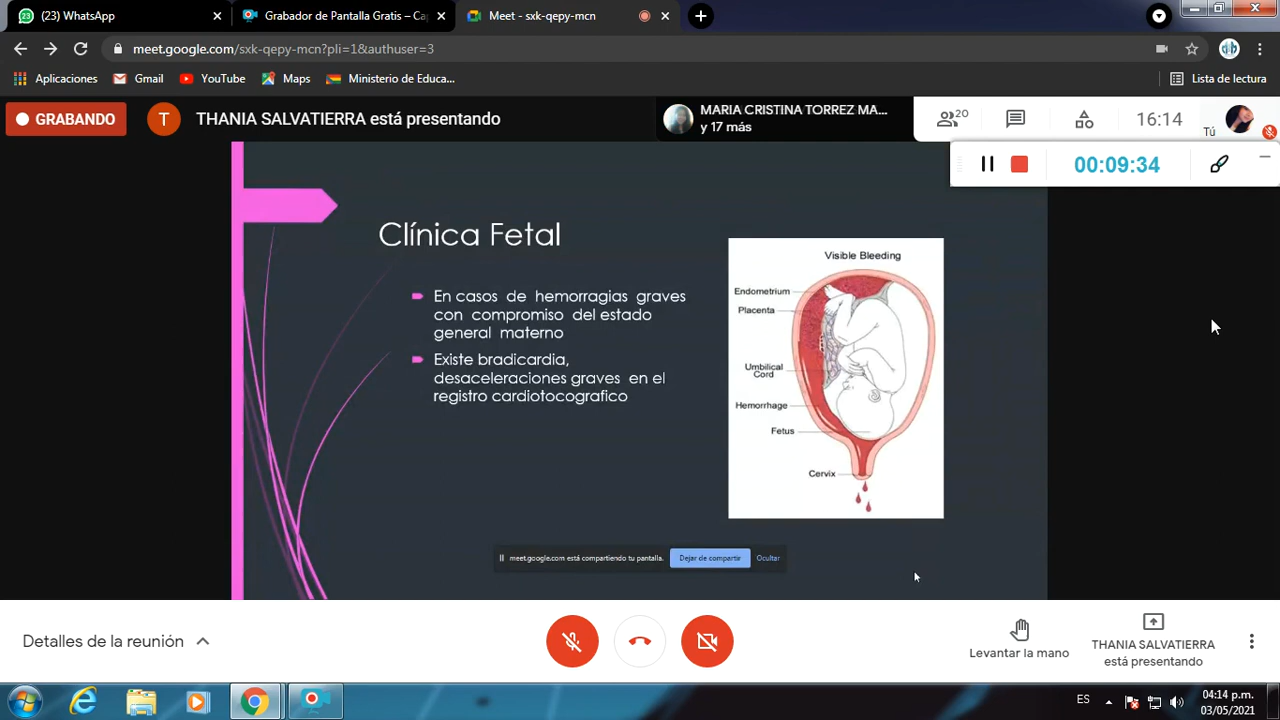 (23) WhatsApp
Grabador de Pantalla Gratis – Ca
Meet - sxk-qepy-mcn
meet.google.com/sxk-qepy-mcn?pli=1&authuser=3
Aplicaciones
Gmail
YouTube
Maps
Ministerio de Educa...
Lista de lectura
GRABANDO
T
THANIA SALVATIERRA está presentando
MARIA CRISTINA TORREZ MA...
y 17 más
20
16:14
Tú
00:09:34
Clínica Fetal
En casos de hemorragias graves
con compromiso del estado
general materno
Existe bradicardia,
desaceleraciones graves en el
registro cardiotocografico
Visible Bleeding
Endometrium
Placenta
Umbilical
Cord
Hemorrhage
Fetus
Cervix
meet.google.com está compartiendo tu pantalla.
Dejar de compartir
Ocultar
Detalles de la reunión
Levantar la mano
THANIA SALVATIERRA
está presentando
ES
04:14 p.m.
03/05/2021